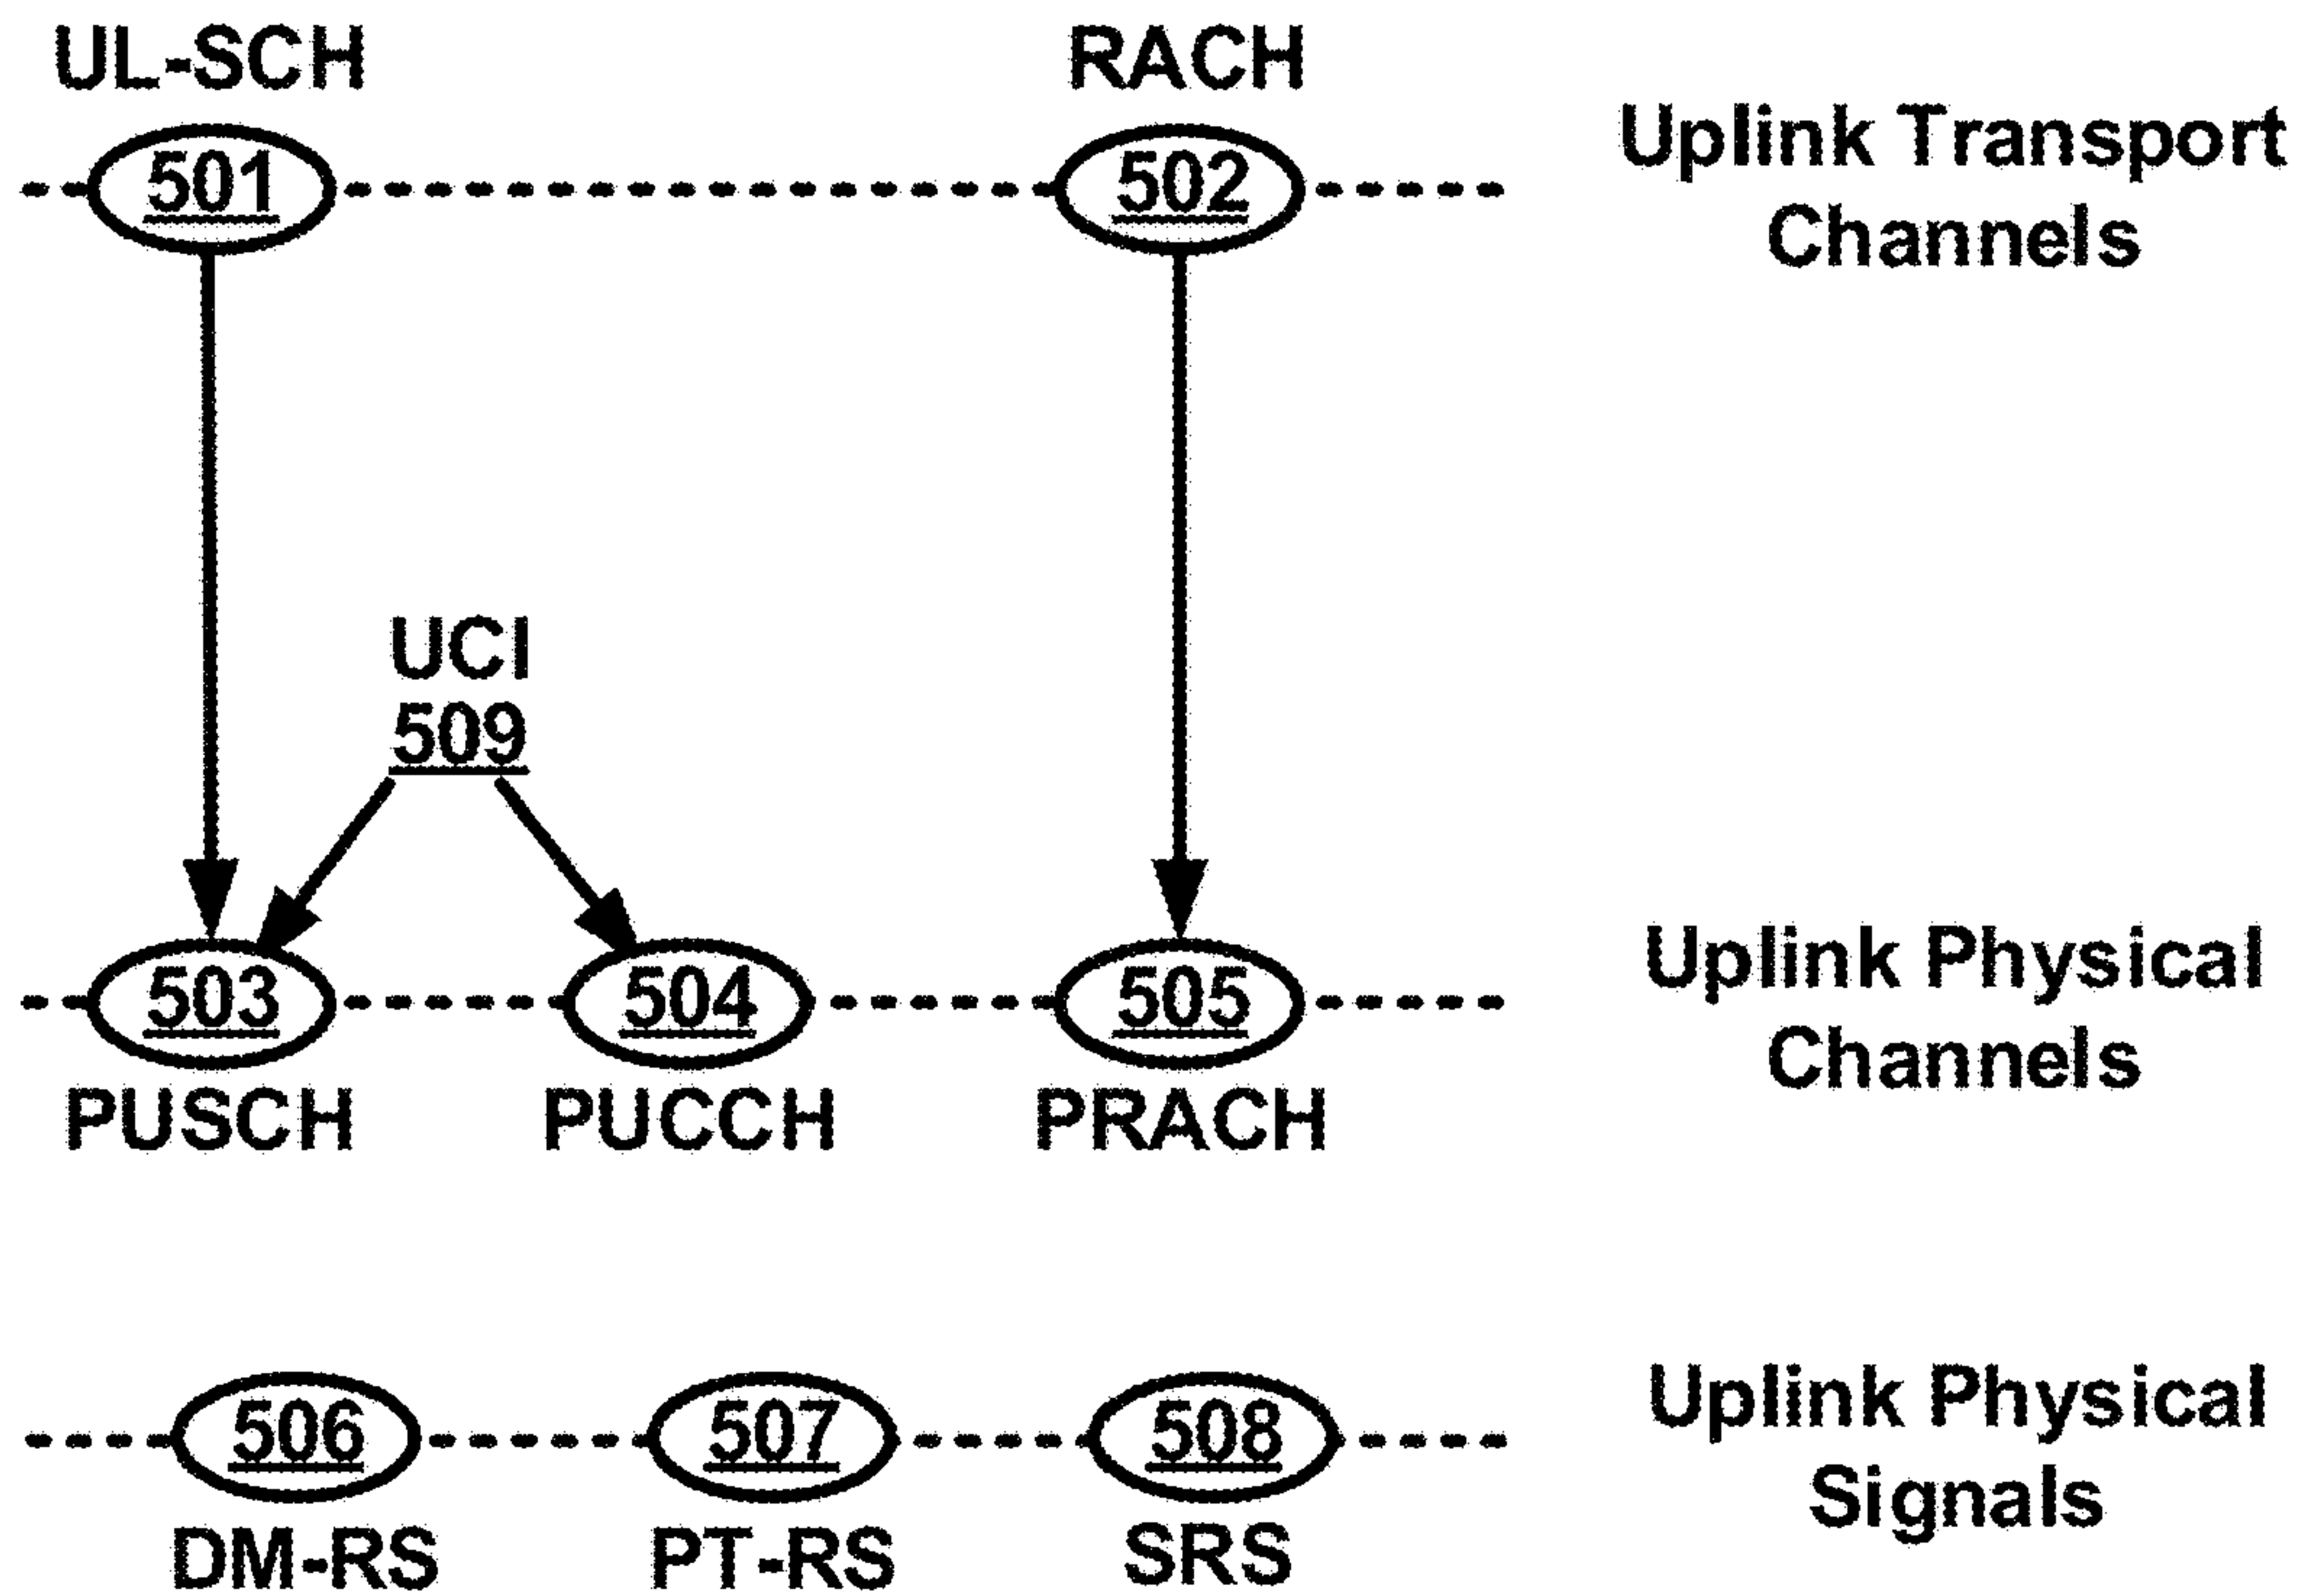 UL-SCH
RACH
501
502
Uplink Transport
Channels
UCI
509
503
504
505
Uplink Physical
Channels
PUSCH
PUCCH
PRACH
506
507
508
Uplink Physical
Signals
DM-RS
PT-RS
SRS